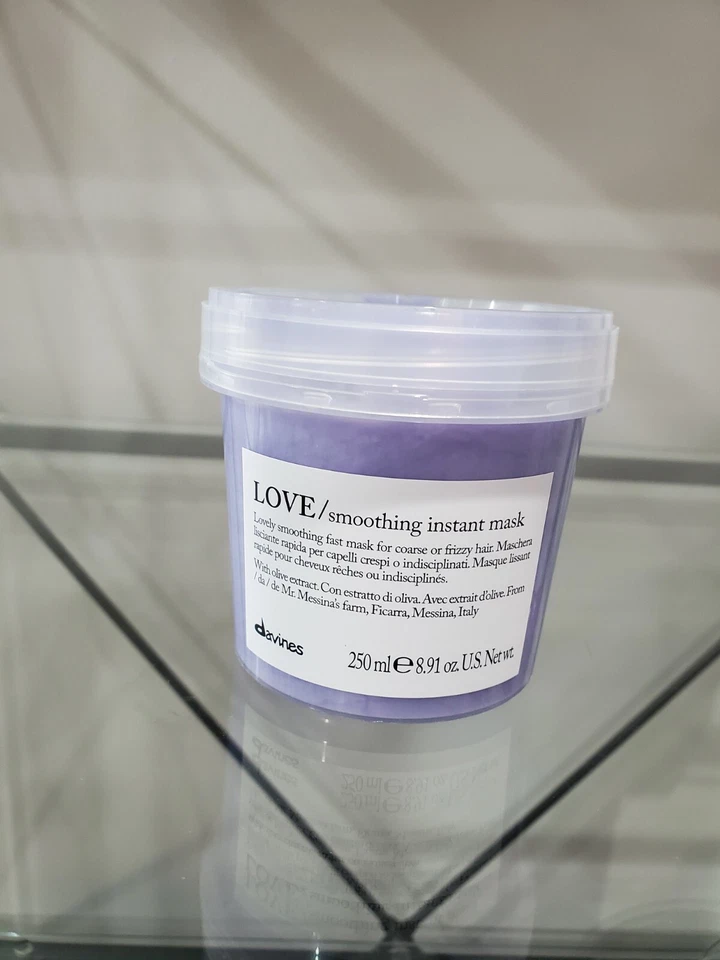 LOVE/smoothing instant mask
Lovely smoothing fast mask for coarse or frizzy hair. Maschera
lisciante rapida per capelli crespi o indisciplinati. Masque lissant
rapide pour cheveux rêches ou indisciplinés.
With olive extract. Con estratto di oliva. Avec extrait d'olive. From
/ da / de Mr. Messina's farm, Ficarra, Messina, Italy
davines
250 ml e 8.91 oz. U.S. Net wt.